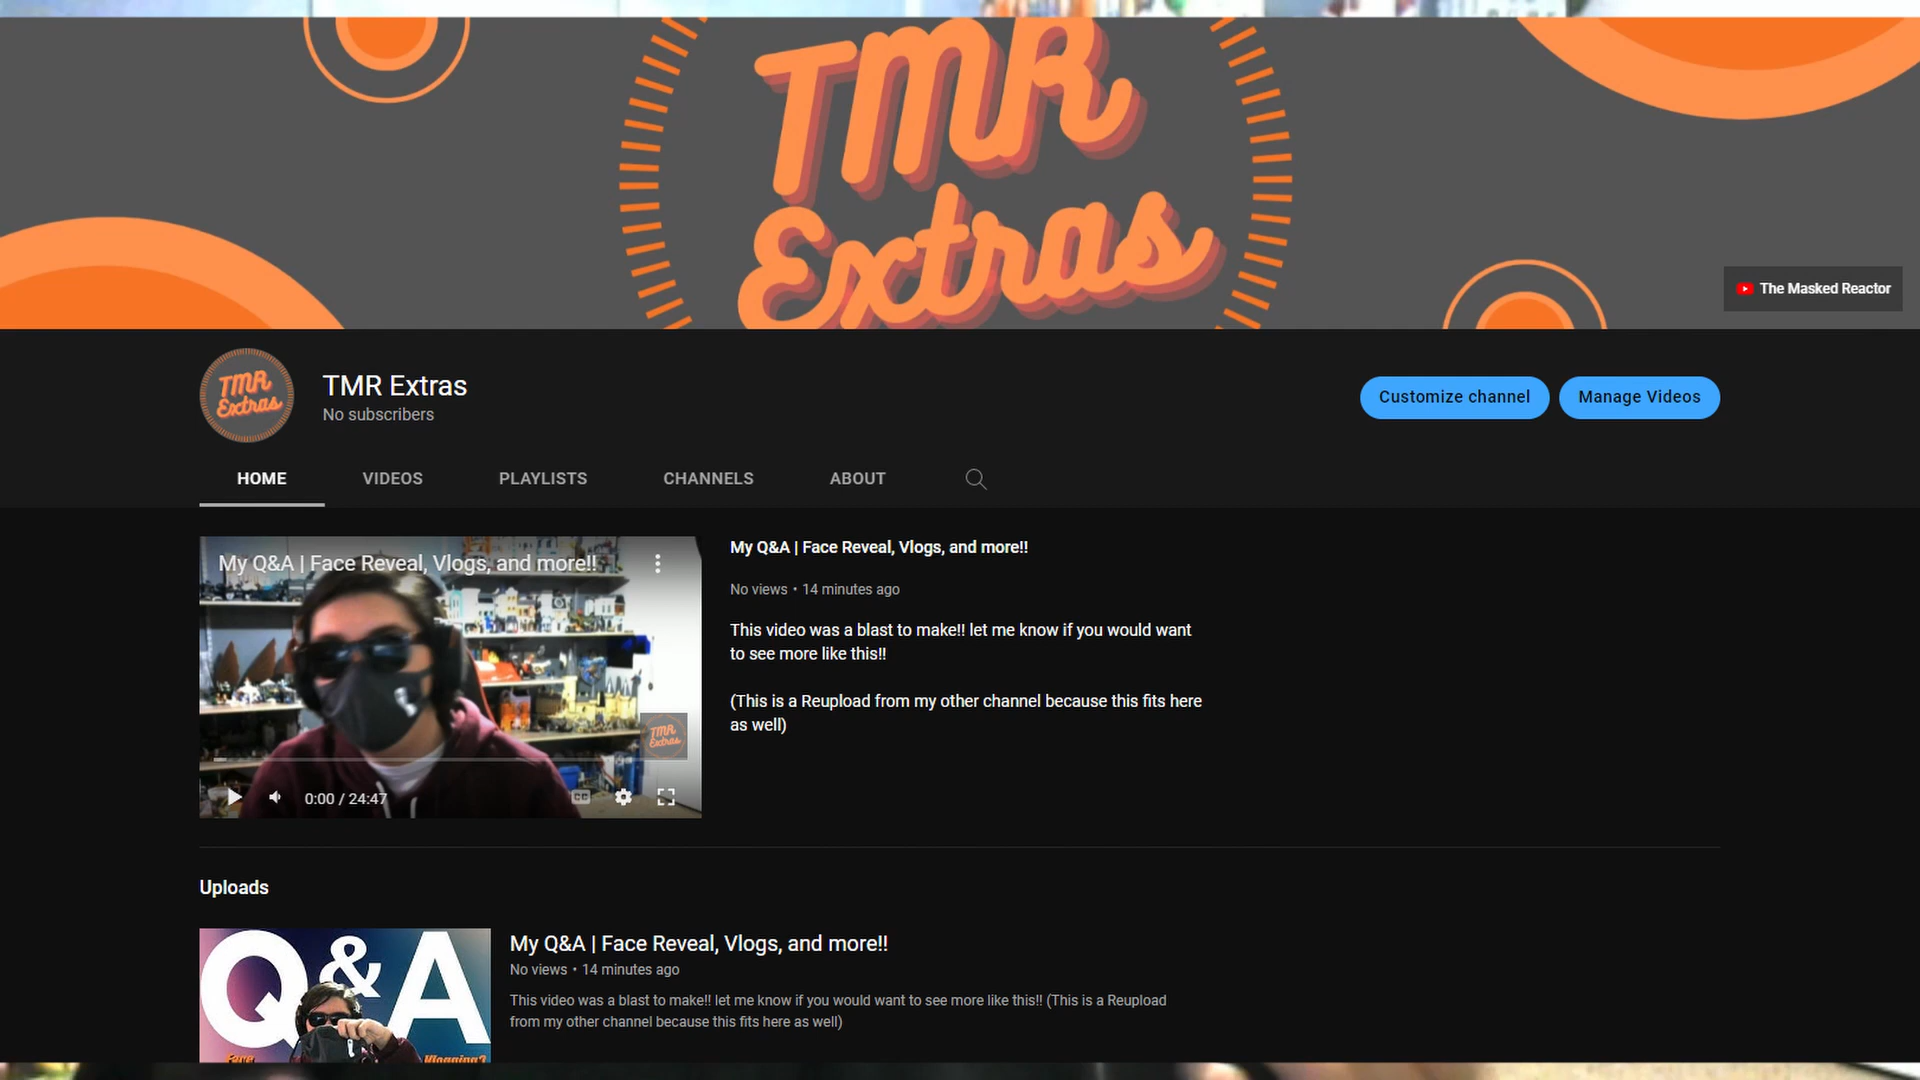 TMR
Extras
The Masked Reactor
TMR
Extras
TMR Extras
No subscribers
Customize channel
Manage Videos
HOME
VIDEOS
PLAYLISTS
CHANNELS
ABOUT
My Q&A | Face Reveal, Vlogs, and more!!
TMR
Extras
0:00 / 24:47
CC
My Q&A | Face Reveal, Vlogs, and more!!
No views • 14 minutes ago
This video was a blast to make!! let me know if you would want
to see more like this!!
(This is a Reupload from my other channel because this fits here
as well)
Uploads
Q&A
Face
Vlogging?
My Q&A | Face Reveal, Vlogs, and more!!
No views • 14 minutes ago
This video was a blast to make!! let me know if you would want to see more like this!! (This is a Reupload
from my other channel because this fits here as well)